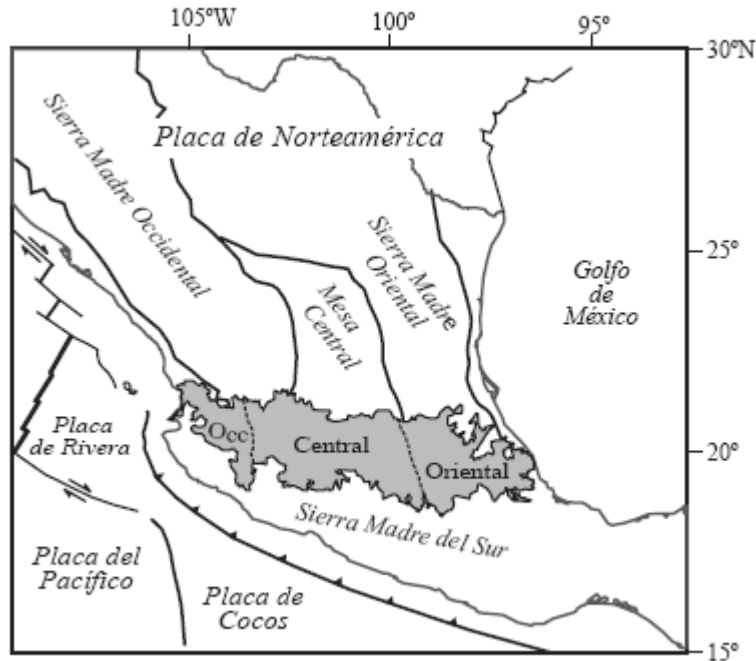 105ºW
100º
95º
30ºN
Sierra Madre Occidental
Placa de Norteamérica
25º
Sierra Madre
Oriental
Golfo
de
México
Mesa
Central
Placa
de Rivera
Occ
Central
Oriental
20º
Sierra Madre del Sur
Placa del
Pacífico
Placa de
Cocos
15º